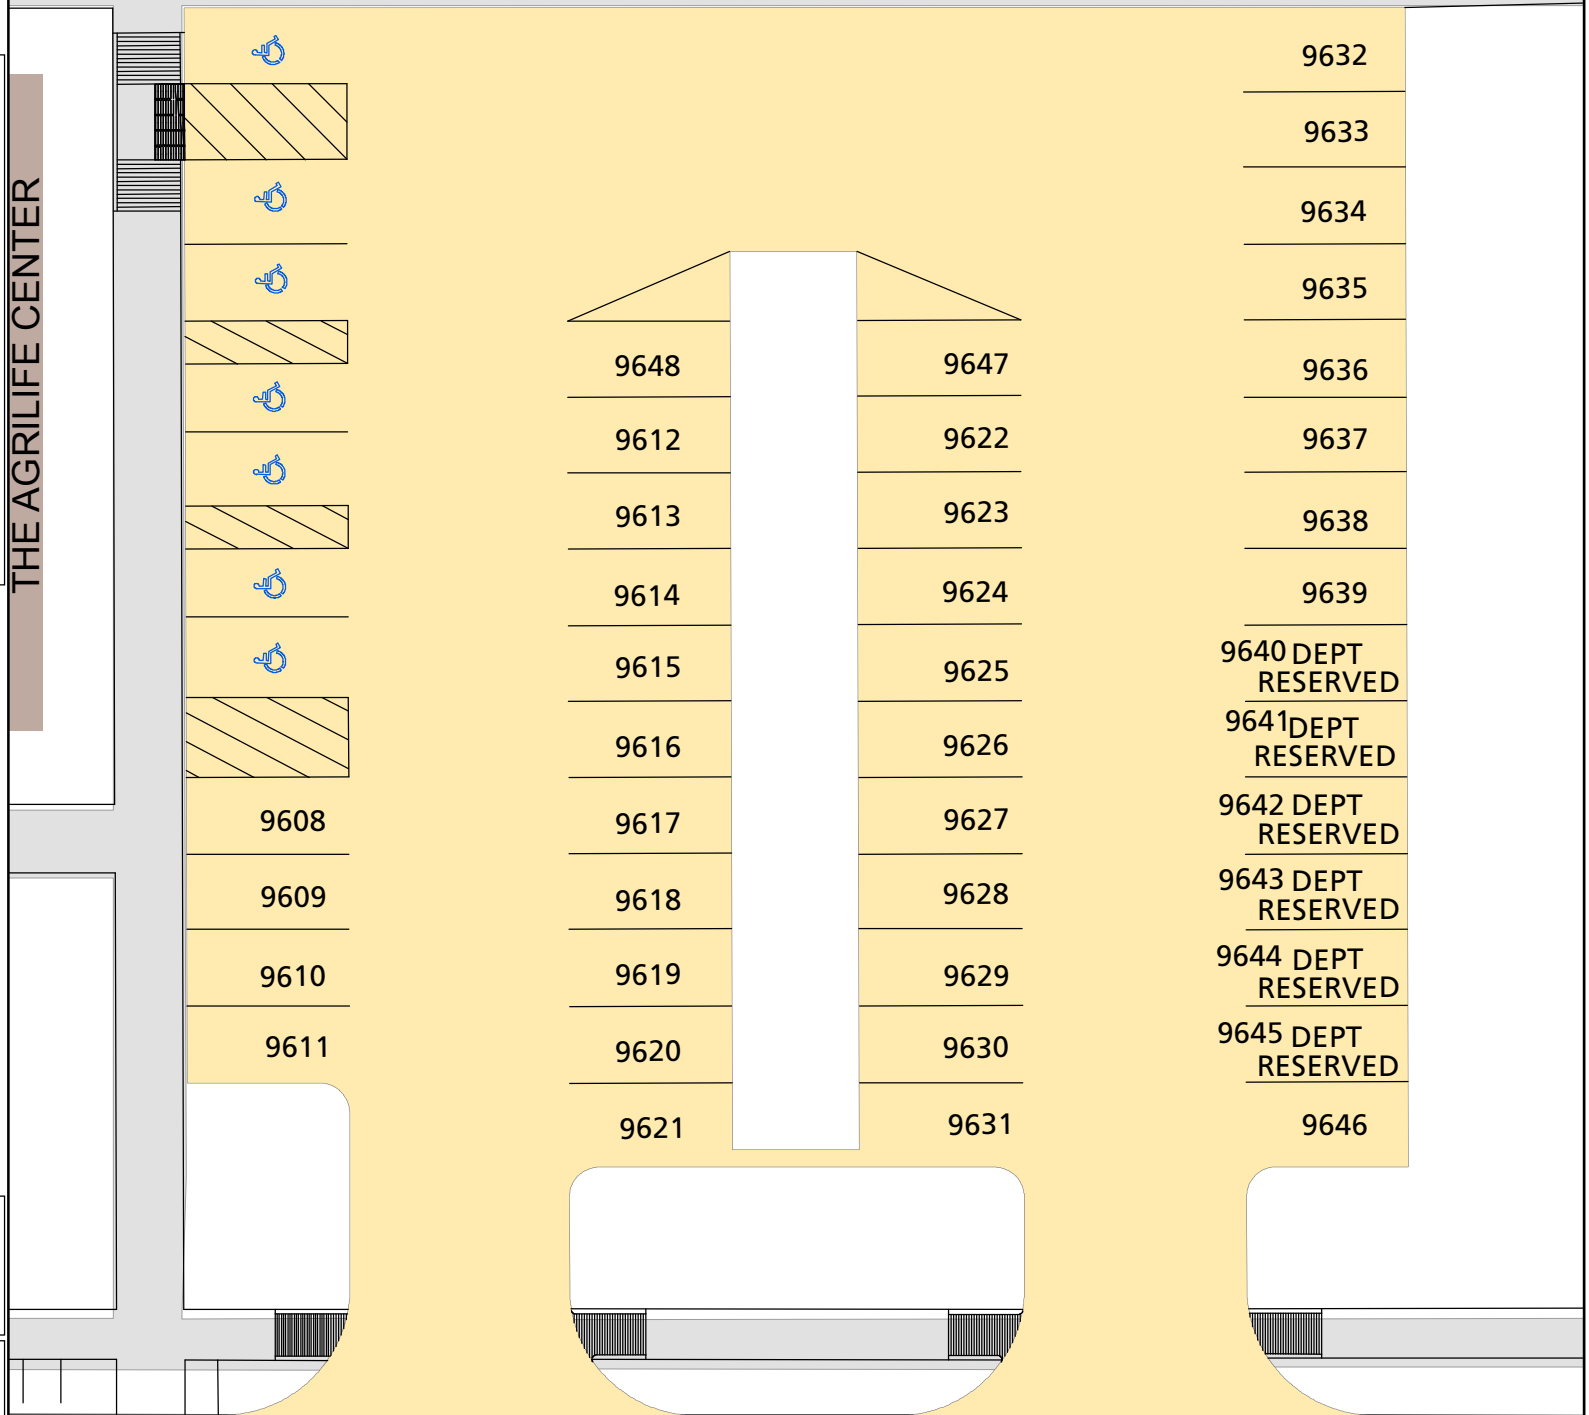 THE AGRILIFE CENTER
9608
9609
9610
9611
9648
9612
9613
9614
9615
9616
9617
9618
9619
9620
9621
9647
9622
9623
9624
9625
9626
9627
9628
9629
9630
9631
9632
9633
9634
9635
9636
9637
9638
9639
9640 DEPT
RESERVED
9641 DEPT
RESERVED
9642 DEPT
RESERVED
9643 DEPT
RESERVED
9644 DEPT
RESERVED
9645 DEPT
RESERVED
9646